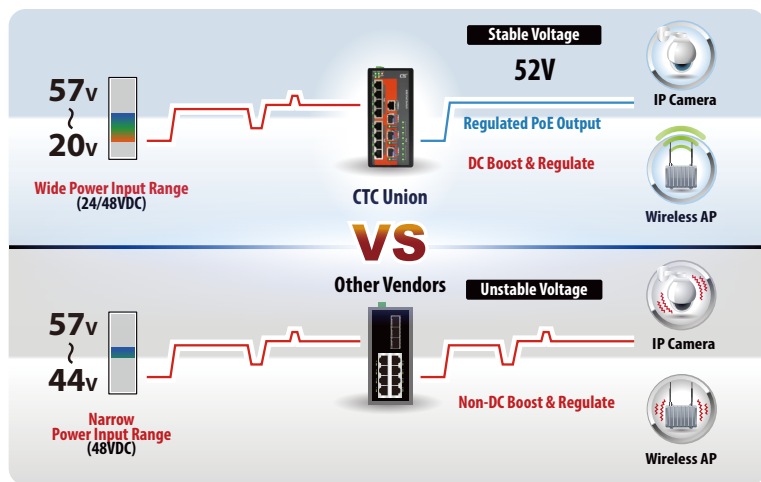 Stable Voltage
52V
57V
~
20V
Wide Power Input Range
(24/48VDC)
CTC Union
Regulated PoE Output
DC Boost & Regulate
IP Camera
Wireless AP
VS
Other Vendors
Unstable Voltage
57V
~
44V
Narrow
Power Input Range
(48VDC)
Non-DC Boost & Regulate
IP Camera
Wireless AP